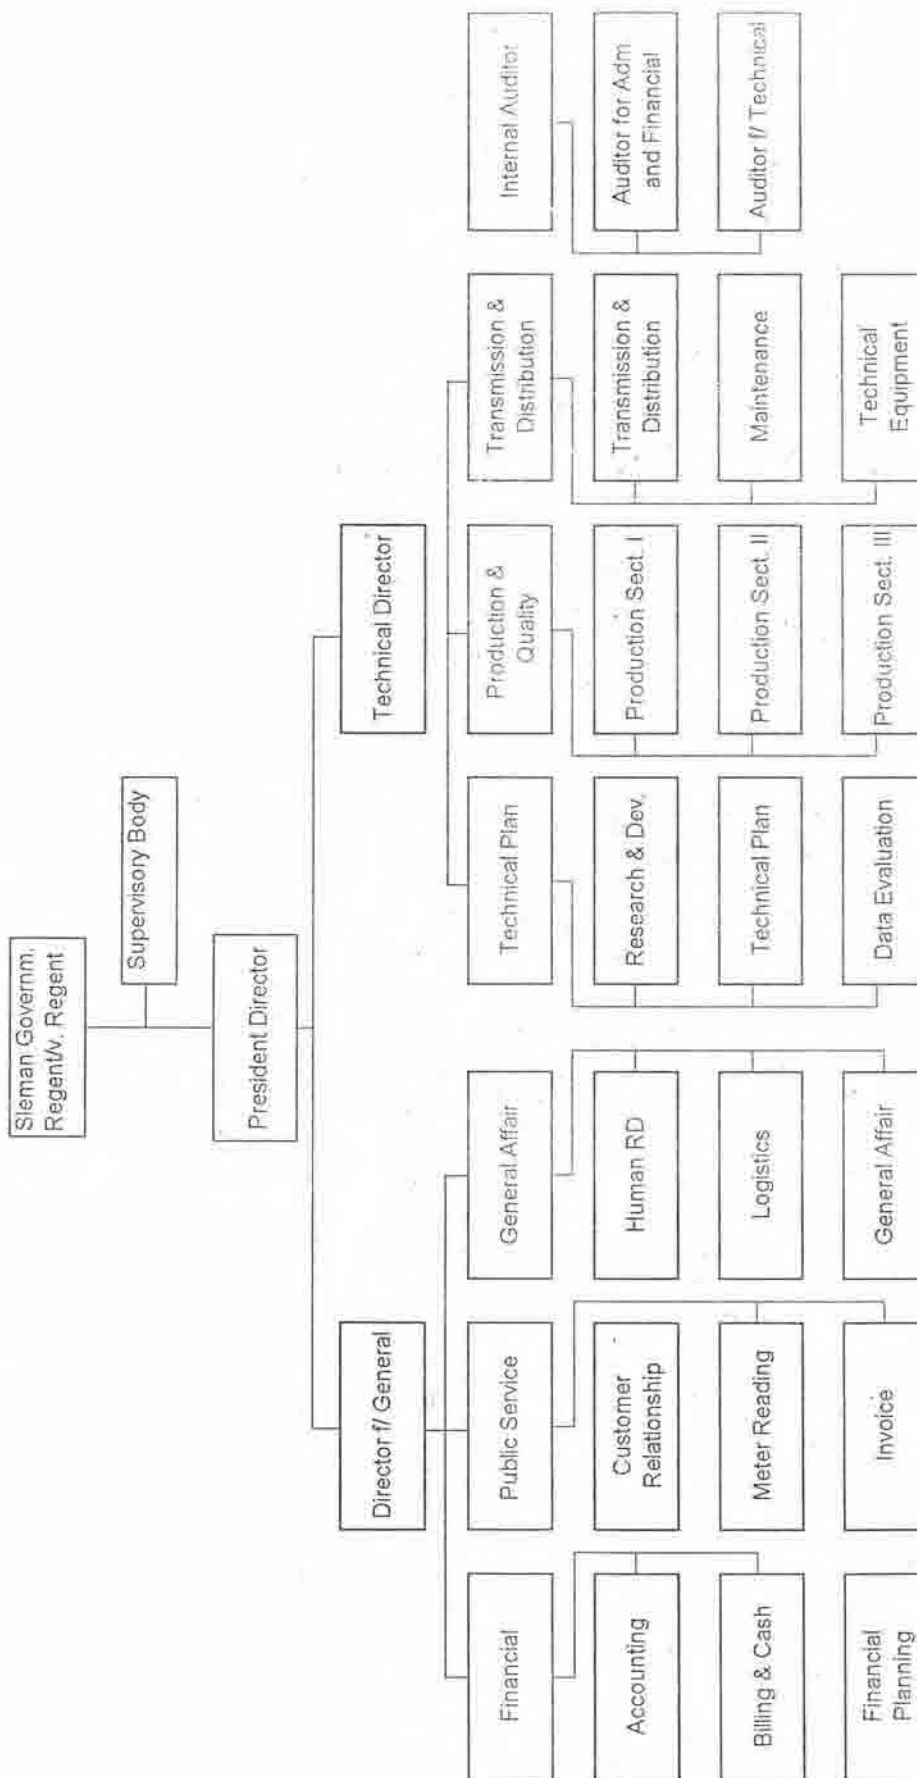 Sleman Governm.
Regent/v. Regent
Supervisory Body
President Director
Director f/ General
Technical Director
Financial
Public Service
General Affair
Technical Plan
Production &
Quality
Transmission &
Distribution
Internal Auditor
Accounting
Customer
Relationship
Human RD
Research & Dev.
Production Sect. I
Transmission &
Distribution
Auditor for Adm
and Financial
Billing & Cash
Meter Reading
Logistics
Technical Plan
Production Sect. II
Maintenance
Auditor f/ Technical
Financial
Planning
Invoice
General Affair
Data Evaluation
Production Sect. III
Technical
Equipment